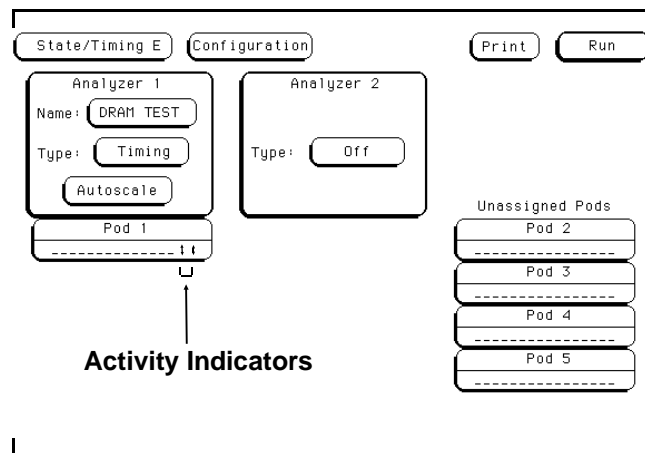 State/Timing E Configuration Print Run
Analyzer 1
Name: DRAM TEST
Type: Timing
Autoscale
Analyzer 2
Type: Off
Pod 1
Unassigned Pods
Pod 2
Pod 3
Pod 4
Pod 5
Activity Indicators